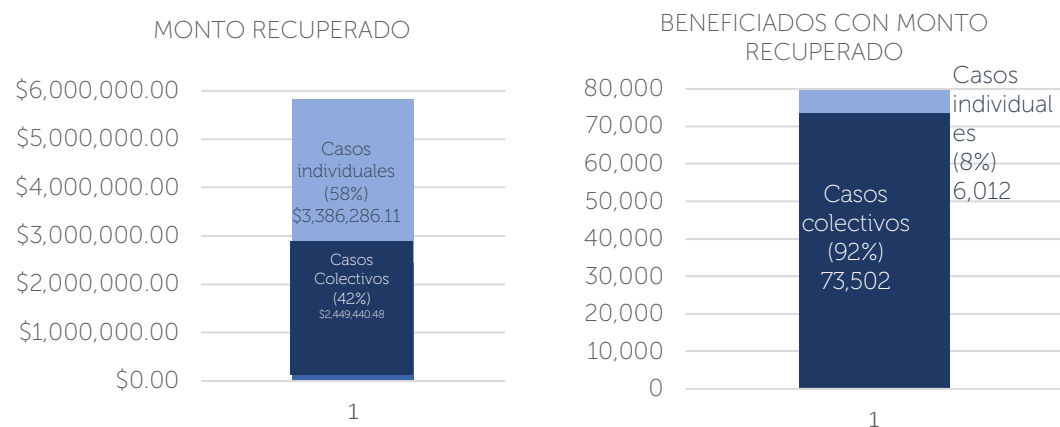 MONTO RECUPERADO
$6,000,000.00
$5,000,000.00
$4,000,000.00
$3,000,000.00
$2,000,000.00
$1,000,000.00
$0.00
Casos
individuales
(58%)
$3,386,286.11
Casos
Colectivos
(42%)
$2,449,440.48
1
BENEFICIADOS CON MONTO
RECUPERADO
80,000
70,000
60,000
50,000
40,000
30,000
20,000
10,000
0
Casos
individual
es
(8%)
6,012
Casos
colectivos
(92%)
73,502
1